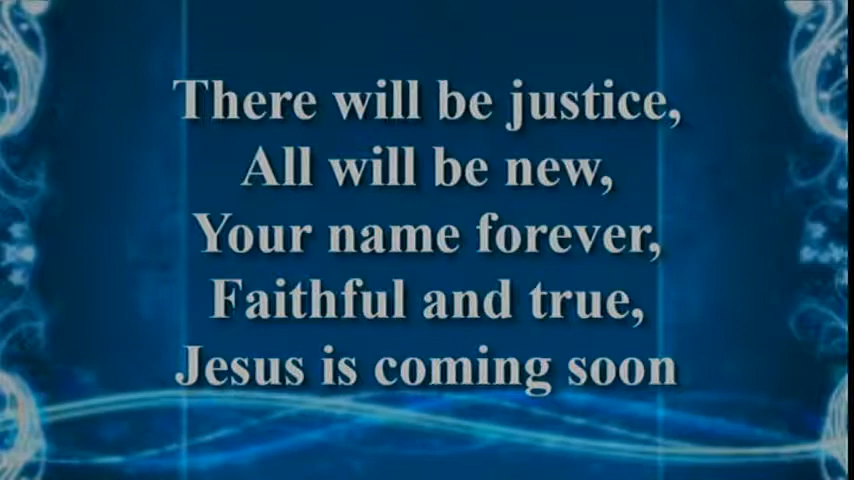 There will be justice,
All will be new,
Your name forever,
Faithful and true,
Jesus is coming soon